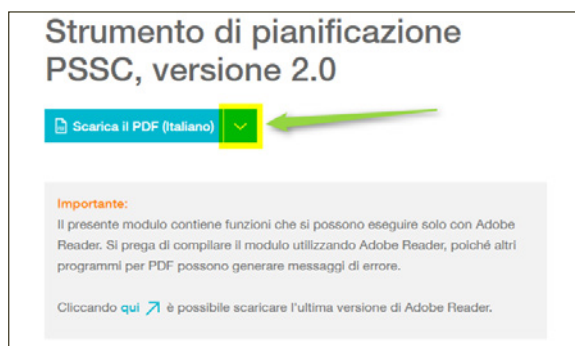 Strumento di pianificazione
PSSC, versione 2.0
Scarica il PDF (Italiano)
Importante:
Il presente modulo contiene funzioni che si possono eseguire solo con Adobe
Reader. Si prega di compilare il modulo utilizzando Adobe Reader, poiché altri
programmi per PDF possono generare messaggi di errore.
Cliccando qui è possibile scaricare l'ultima versione di Adobe Reader.